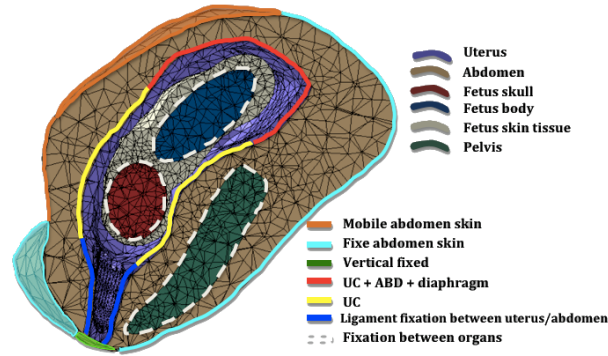 Uterus
Abdomen
Fetus skull
Fetus body
Fetus skin tissue
Pelvis
Mobile abdomen skin
Fixe abdomen skin
Vertical fixed
UC + ABD + diaphragm
UC
Ligament fixation between uterus/abdomen
Fixation between organs